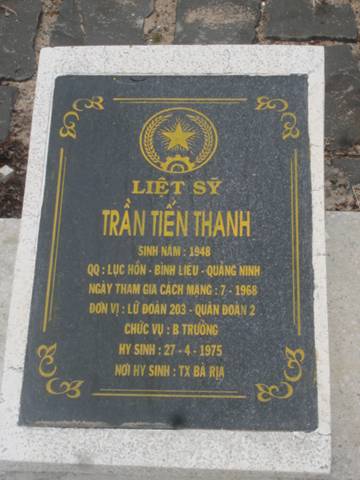 LIỆT SỸ
TRẦN TIẾN THANH
SINH NĂM : 1948
QQ : LỤC HỒN - BÌNH LIÊU - QUẢNG NINH
NGÀY THAM GIA CÁCH MẠNG : 7 - 1968
ĐƠN VỊ : LỮ ĐOÀN 203 - QUÂN ĐOÀN 2
CHỨC VỤ : B TRƯỞNG
HY SINH : 27 - 4 - 1975
NƠI HY SINH : TX BÀ RỊA